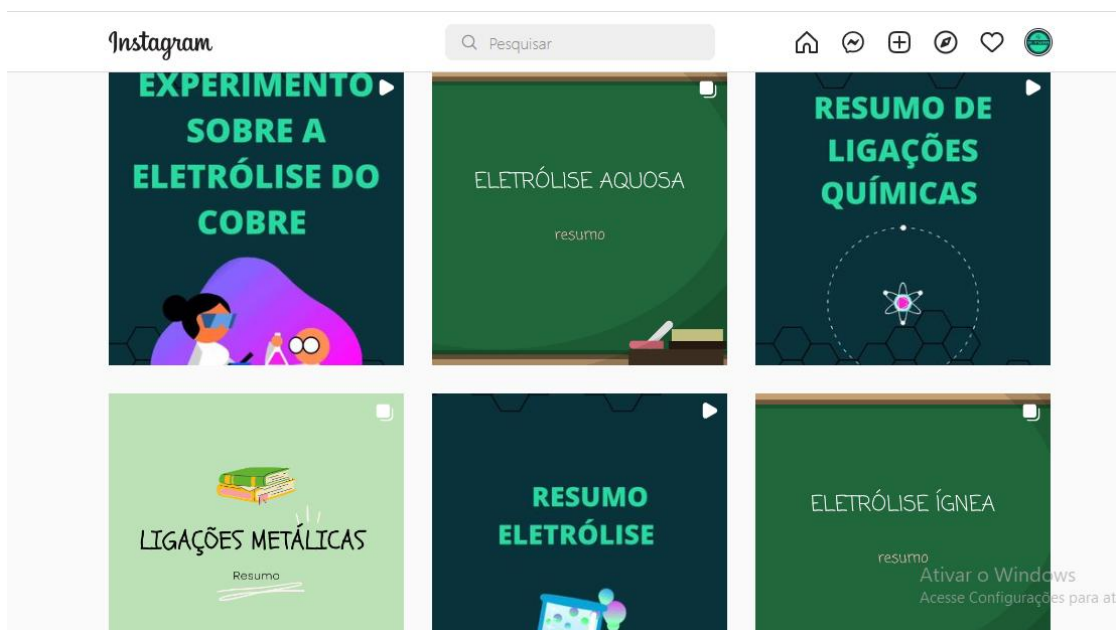 Instagram
Pesquisar
EXPERIMENTO
SOBRE A
ELETRÓLISE DO
COBRE
ELETRÓLISE AQUOSA
resumo
RESUMO DE
LIGAÇÕES
QUÍMICAS
LIGAÇÕES METÁLICAS
Resumo
RESUMO
ELETRÓLISE
ELETRÓLISE ÍGNEA
resumo
Ativar o Windows
Acesse Configurações para at